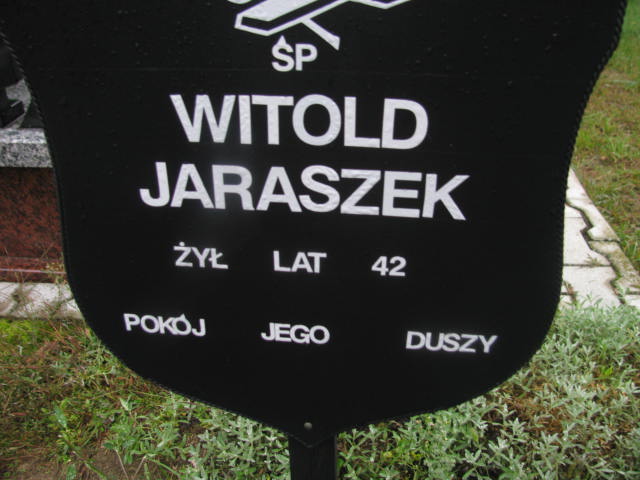 ŚP
WITOLD
JARASZEK
ŻYŁ LAT 42
POKÓJ JEGO DUSZY